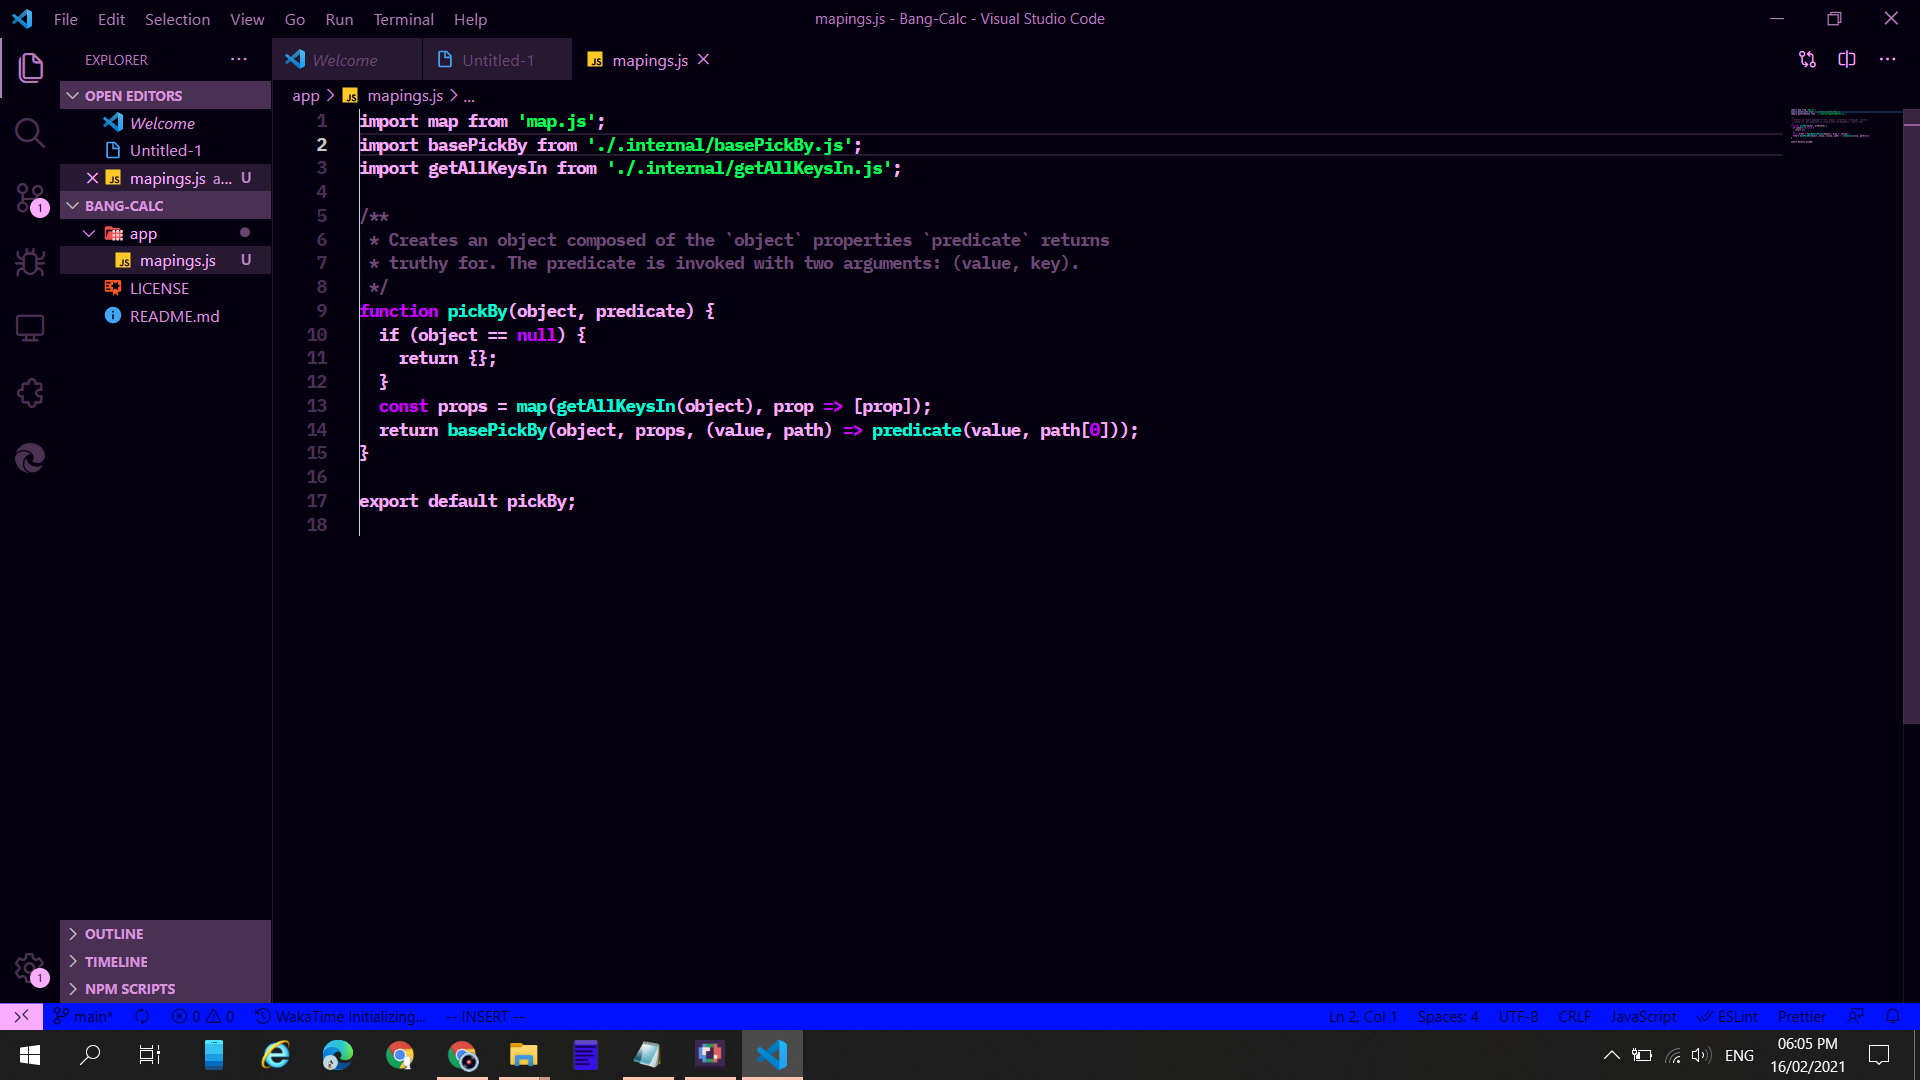 File Edit Selection View Go Run Terminal Help
mapings.js - Bang-Calc - Visual Studio Code
EXPLORER
Welcome
Untitled-1
JS mapings.js
OPEN EDITORS
Welcome
Untitled-1
JS mapings.js a... U
BANG-CALC
app
JS mapings.js U
LICENSE
README.md
app > JS mapings.js > ...
1 import map from 'map.js';
2 import basePickBy from './.internal/basePickBy.js';
3 import getAllKeysIn from './.internal/getAllKeysIn.js';
4
5 /**
6  * Creates an object composed of the `object` properties `predicate` returns
7  * truthy for. The predicate is invoked with two arguments: (value, key).
8  */
9 function pickBy(object, predicate) {
10   if (object == null) {
11     return {};
12   }
13   const props = map(getAllKeysIn(object), prop => [prop]);
14   return basePickBy(object, props, (value, path) => predicate(value, path[0]));
15 }
16
17 export default pickBy;
18
1
1
OUTLINE
TIMELINE
NPM SCRIPTS
main* 0 0 WakaTime Initializing... -- INSERT --
Ln 2, Col 1 Spaces: 4 UTF-8 CRLF JavaScript ESLint Prettier
ENG
06:05 PM
16/02/2021